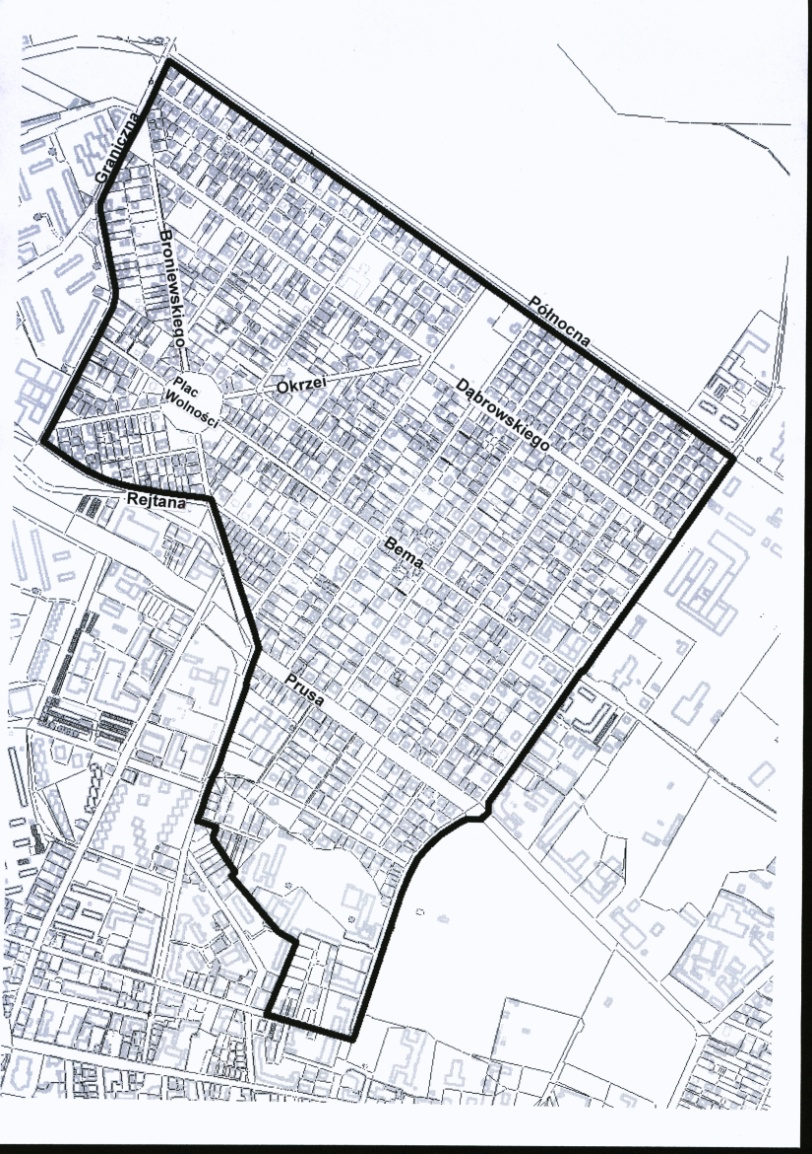 Graniczna
Broniewskiego
Północna
Okrzei
Plac
Wolności
Dąbrowskiego
Rejtana
Bema
Prusa